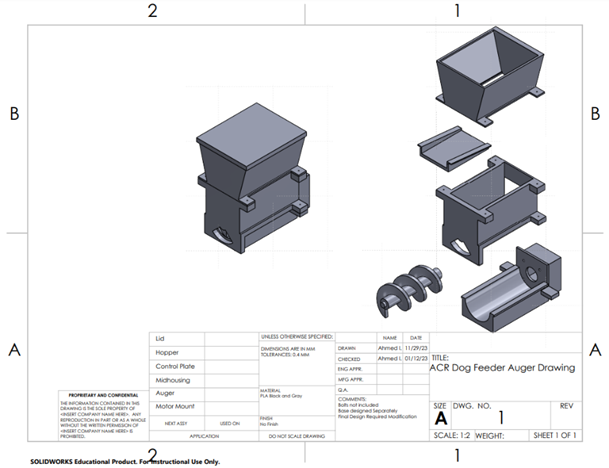 2
1
B
B
A
A
Lid
Hopper
Control Plate
Midhousing
Auger
Motor Mount
NEXT ASSY
USED ON
APPLICATION
PROPRIETARY AND CONFIDENTIAL
THE INFORMATION CONTAINED IN THIS
DRAWING IS THE SOLE PROPERTY OF
<INSERT COMPANY NAME HERE>. ANY
REPRODUCTION IN PART OR AS A WHOLE
WITHOUT THE WRITTEN PERMISSION OF
<INSERT COMPANY NAME HERE> IS
PROHIBITED.
UNLESS OTHERWISE SPECIFIED:
DIMENSIONS ARE IN MM
TOLERANCES: 0.4 MM
MATERIAL
PLA Black and Gray
FINISH
No Finish
DO NOT SCALE DRAWING
NAME
DATE
DRAWN
Ahmed I.
11/29/23
CHECKED
Ahmed I.
01/12/23
ENG APPR.
MFG APPR.
Q.A.
COMMENTS:
Bolts not included
Base designed Separately
Final Design Required Modification
TITLE:
ACR Dog Feeder Auger Drawing
SIZE
DWG. NO.
REV
A
1
SCALE: 1:2
WEIGHT:
SHEET 1 OF 1
SOLIDWORKS Educational Product. For Instructional Use Only.
2
1